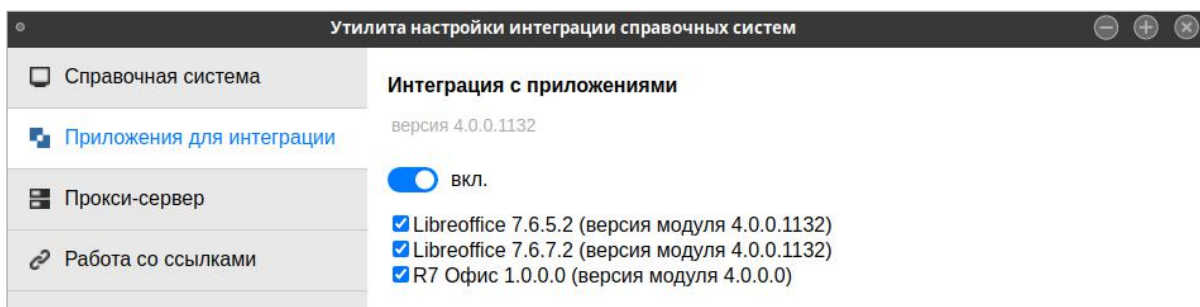 Утилита настройки интеграции справочных систем
Справочная система
Приложения для интеграции
Прокси-сервер
Работа со ссылками
Интеграция с приложениями
версия 4.0.0.1132
вкл.
Libreoffice 7.6.5.2 (версия модуля 4.0.0.1132)
Libreoffice 7.6.7.2 (версия модуля 4.0.0.1132)
R7 Офис 1.0.0.0 (версия модуля 4.0.0.0)